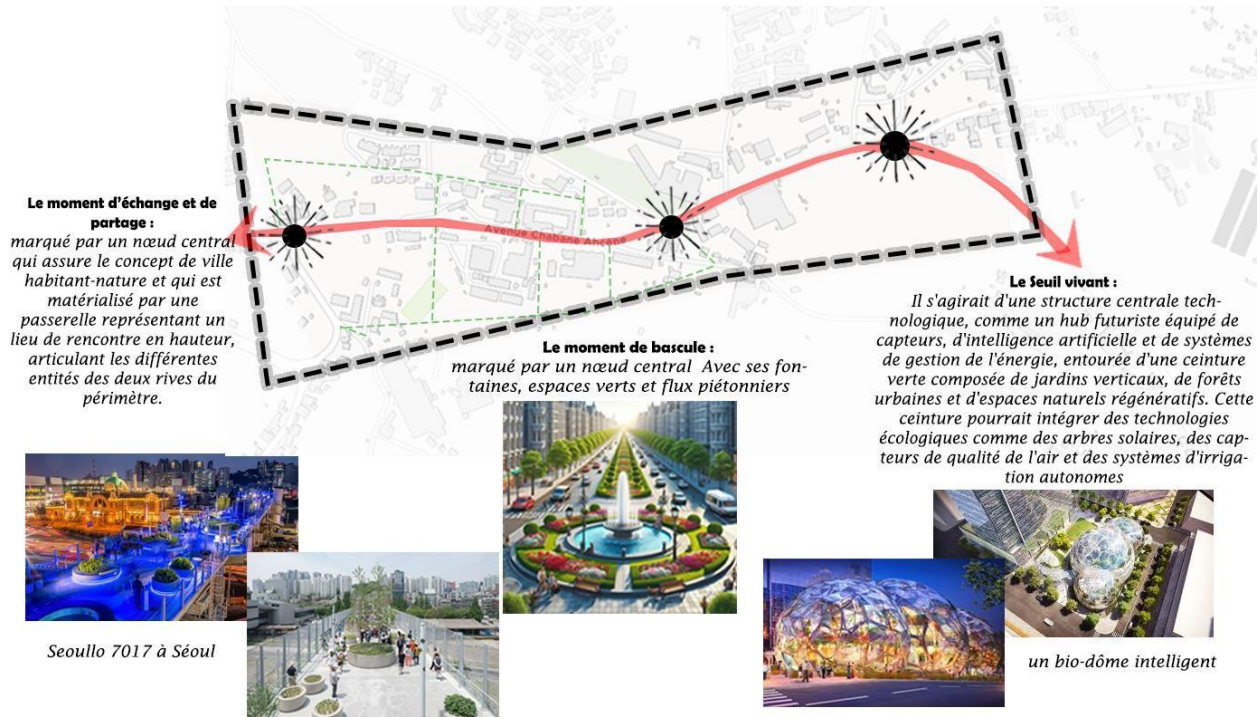 Le moment d'échange et de
partage :
marqué par un nœud central
qui assure le concept de ville
habitant-nature et qui est
matérialisé par une
passerelle représentant un
lieu de rencontre en hauteur,
articulant les différentes
entités des deux rives du
périmètre.
Avenue Chabane Ahcène
Le moment de bascule :
marqué par un nœud central  Avec ses fon-
taines, espaces verts et flux piétonniers
Le Seuil vivant :
Il s'agirait d'une structure centrale tech-
nologique, comme un hub futuriste équipé de
capteurs, d'intelligence artificielle et de systèmes
de gestion de l'énergie, entourée d'une ceinture
verte composée de jardins verticaux, de forêts
urbaines et d'espaces naturels régénératifs. Cette
ceinture pourrait intégrer des technologies
écologiques comme des arbres solaires, des cap-
teurs de qualité de l'air et des systèmes d'irriga-
tion autonomes
Seoullo 7017 à Séoul
un bio-dôme intelligent